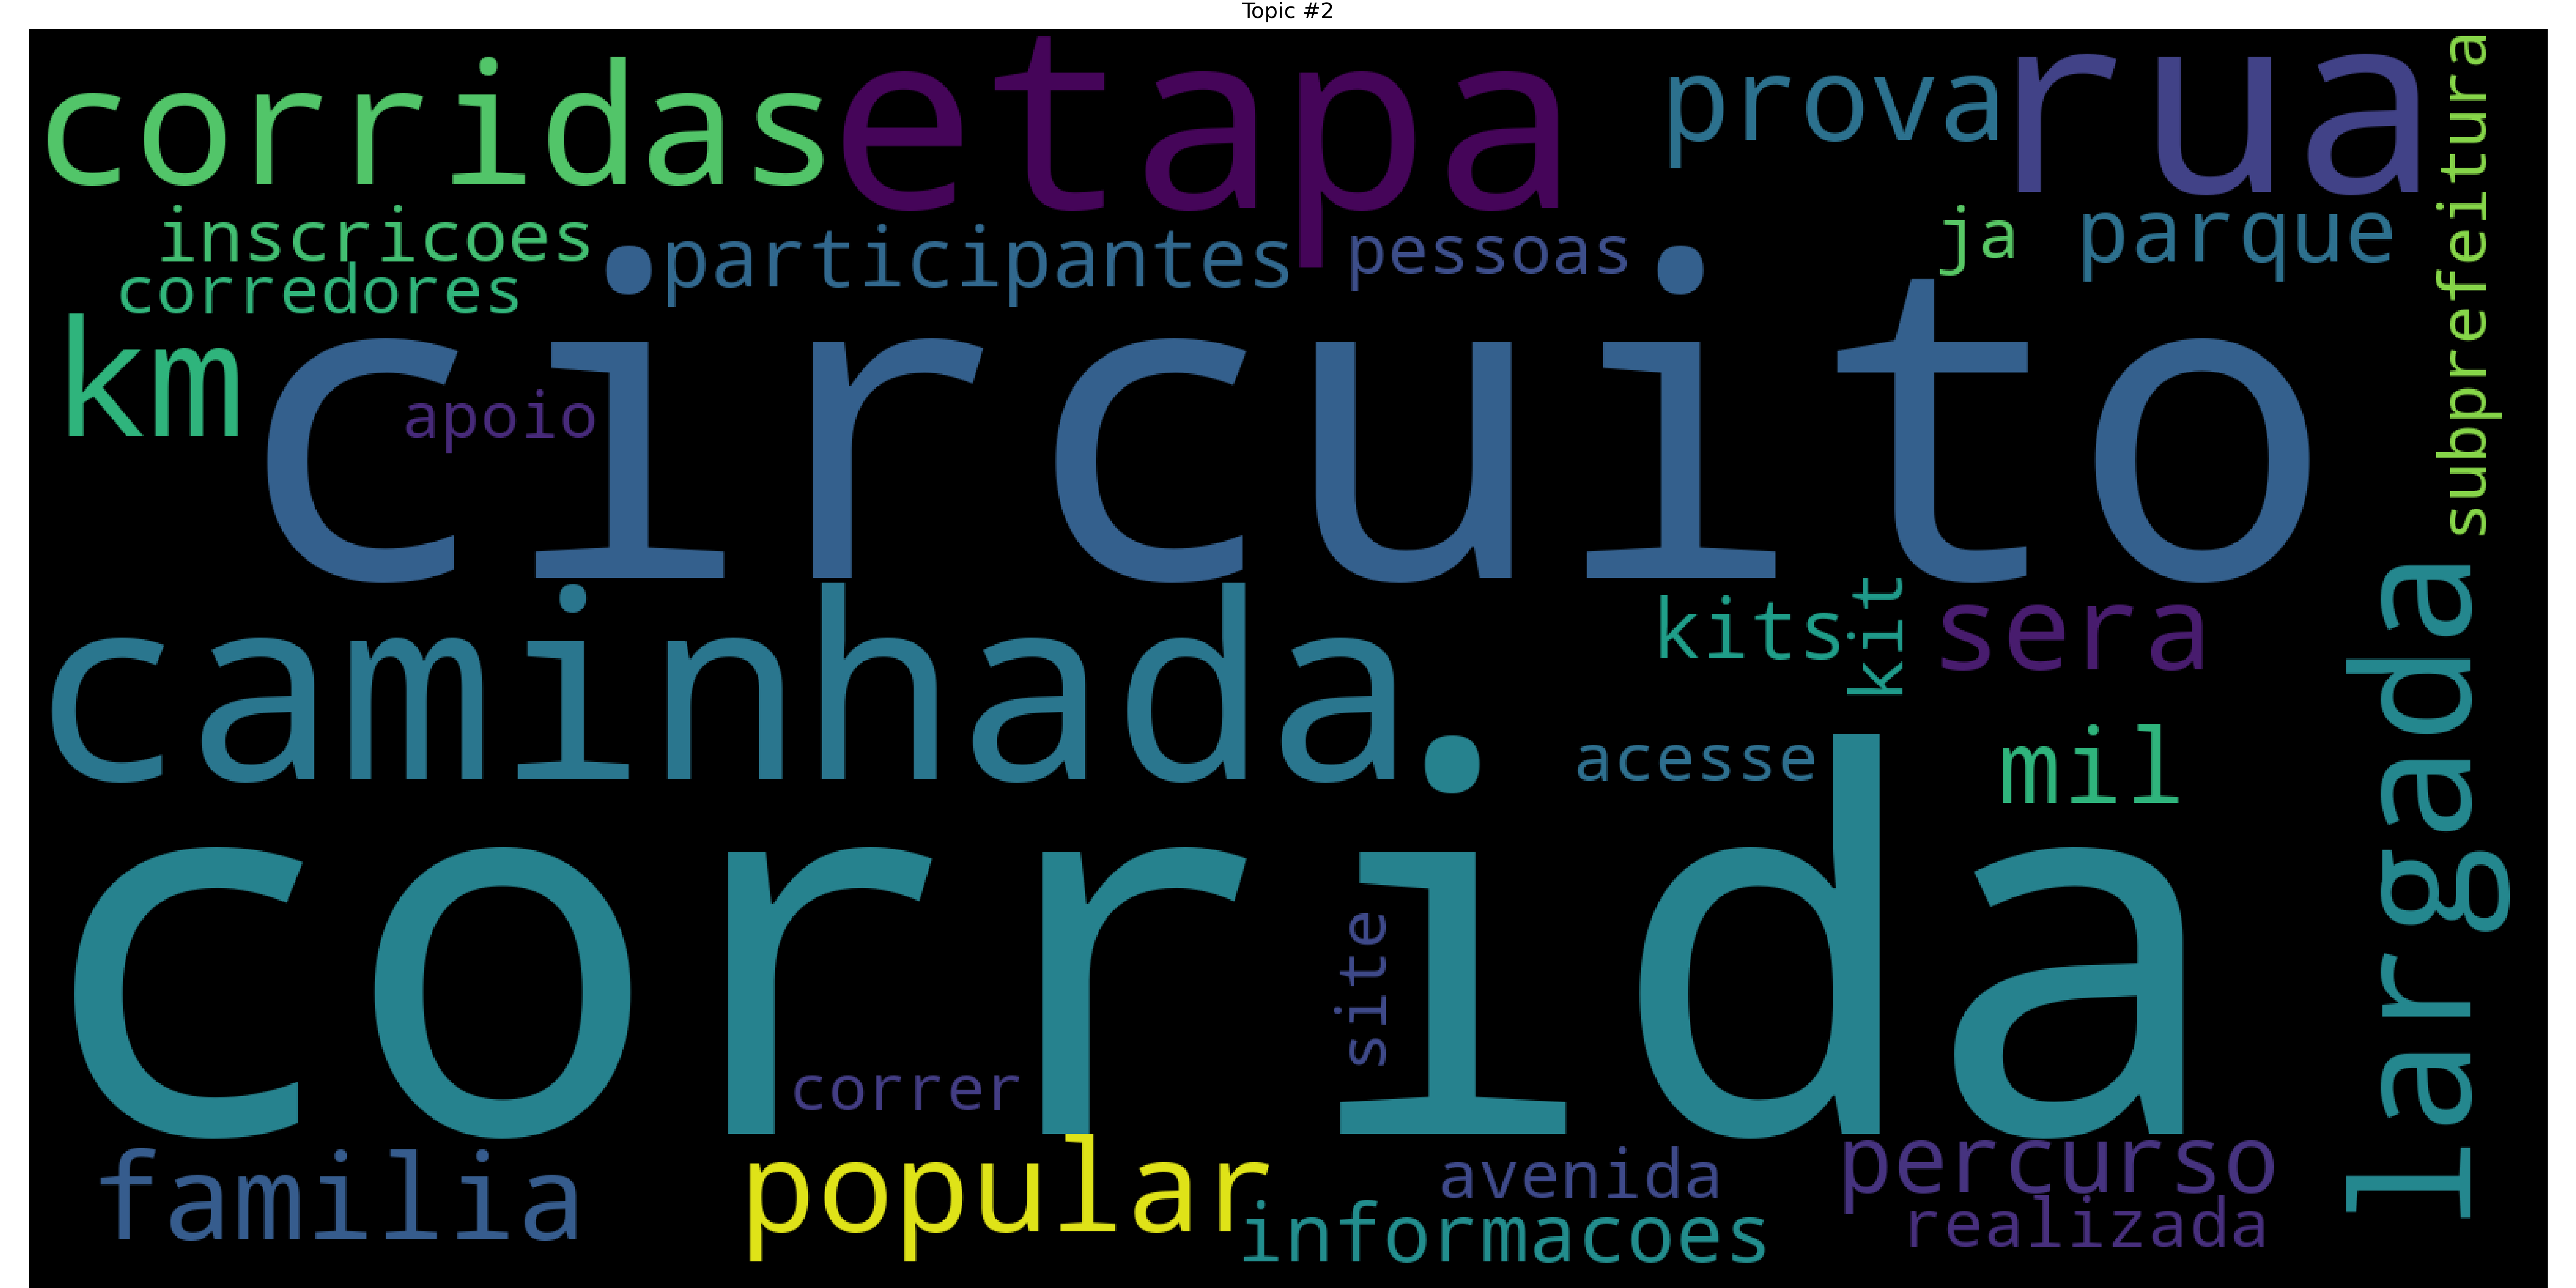 Topic #2
corridas
etapa
prova
rua
subprefeitura
inscricoes
participantes
pessoas
ja
parque
corredores
km
circuito
apoio
caminhada
kits
kit
sera
largada
acesse
mil
corrida
site
correr
familia
popular
avenida
percurso
informacoes
realizada